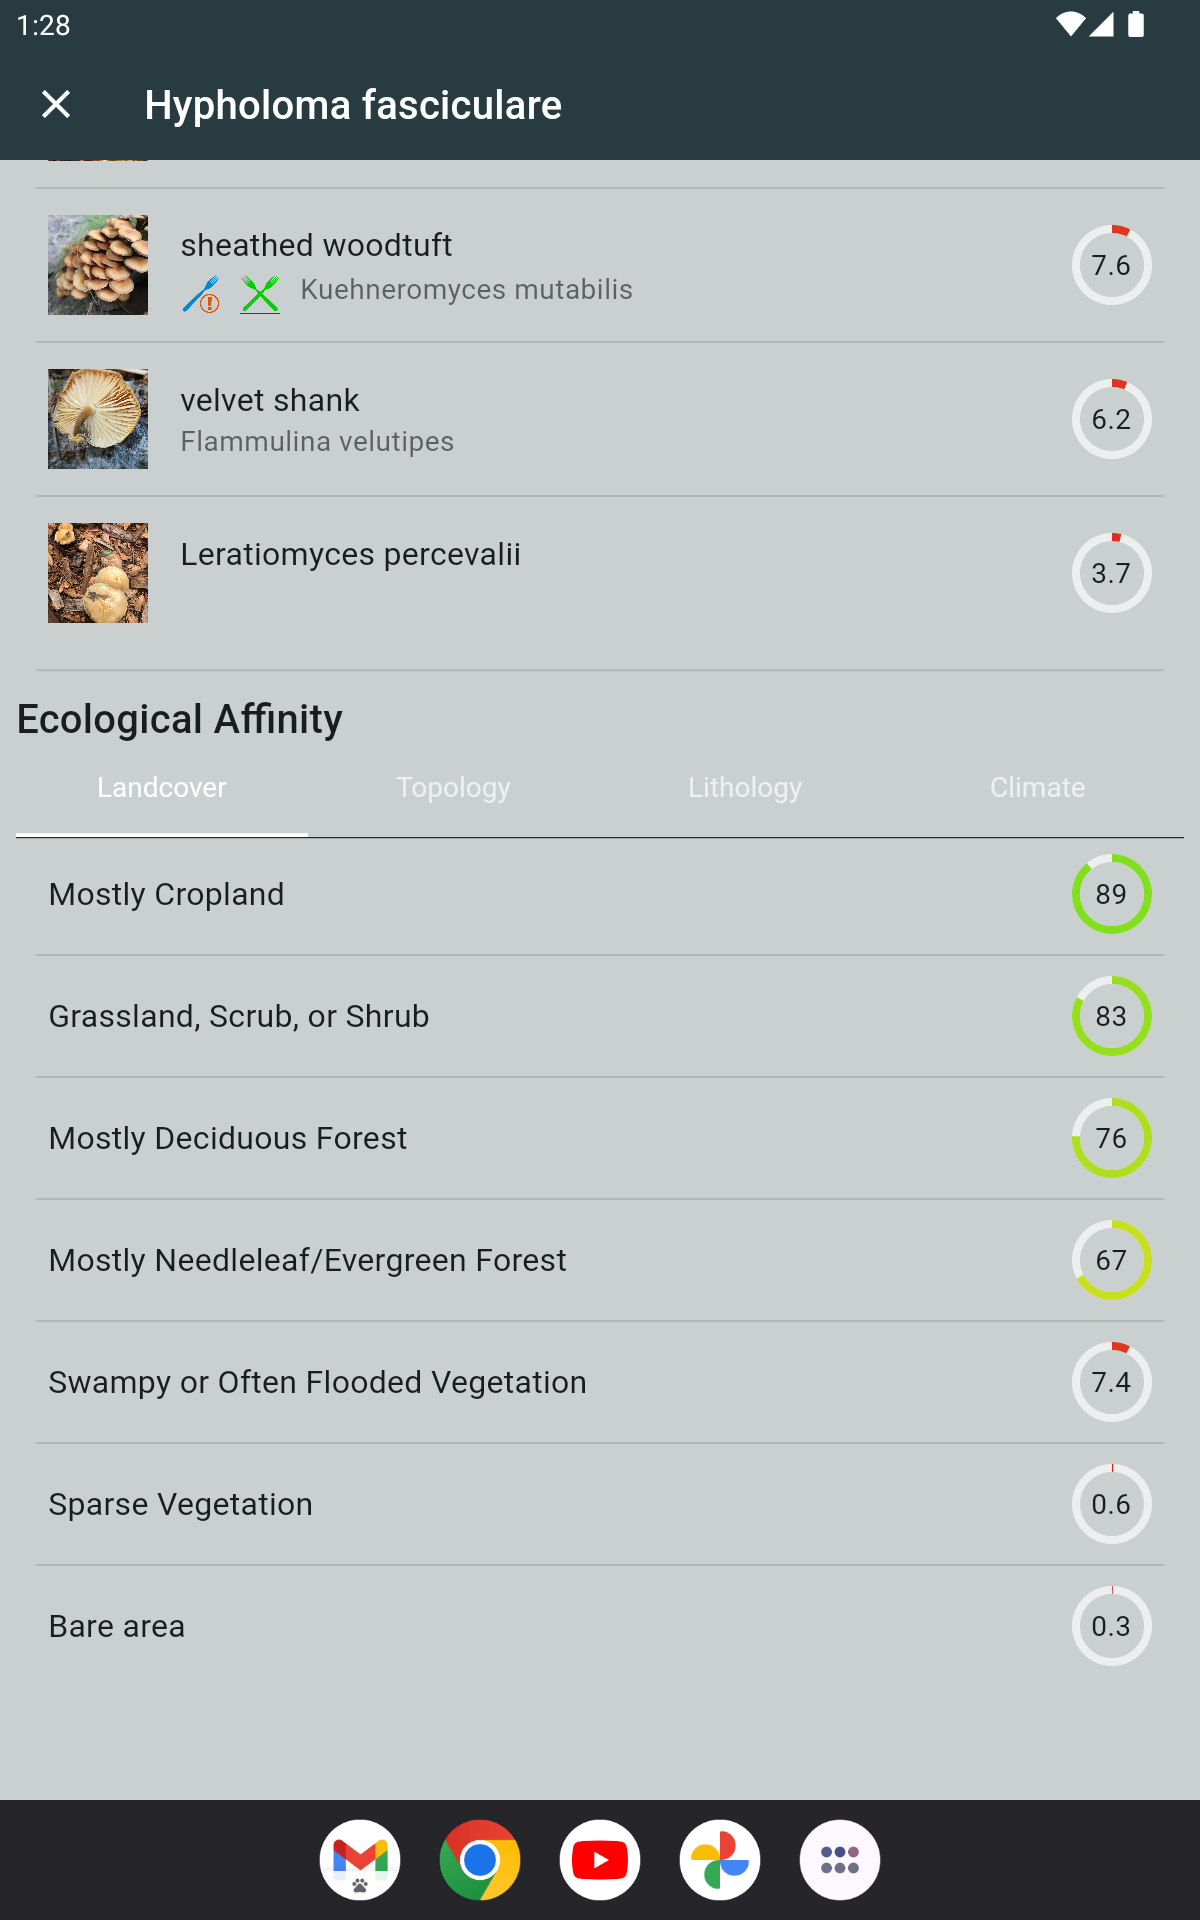 1:28
Hypholoma fasciculare
sheathed woodtuft
7.6
Kuehneromyces mutabilis
velvet shank
6.2
Flammulina velutipes
Leratiomyces percevalii
3.7
Ecological Affinity
Landcover Topology Lithology Climate
Mostly Cropland 89
Grassland, Scrub, or Shrub 83
Mostly Deciduous Forest 76
Mostly Needleleaf/Evergreen Forest 67
Swampy or Often Flooded Vegetation 7.4
Sparse Vegetation 0.6
Bare area 0.3